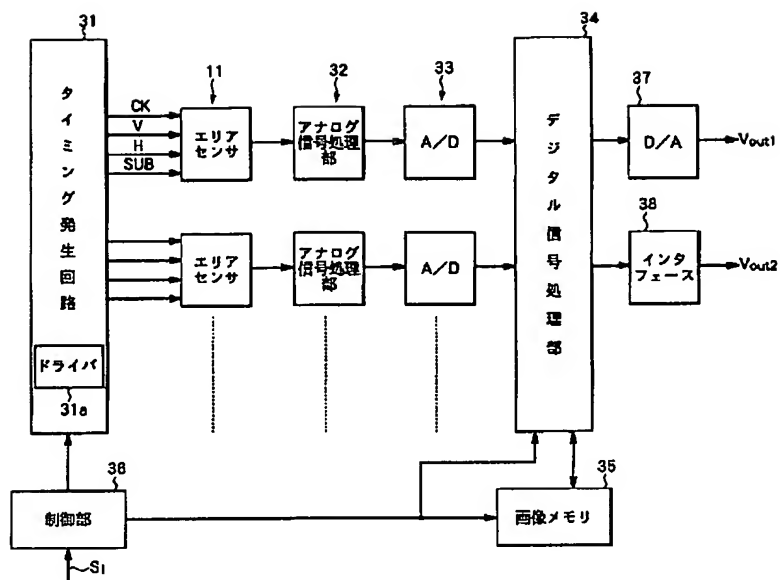 31
タイミング発生回路
ドライバ
31a
CK
V
H
SUB
11
エリア
センサ
32
アナログ
信号処理
部
33
A/D
エリア
センサ
アナログ
信号処理
部
A/D
34
デジタル信号処理部
37
D/A
Vout1
38
インタ
フェース
Vout2
36
制御部
SI
35
画像メモリ